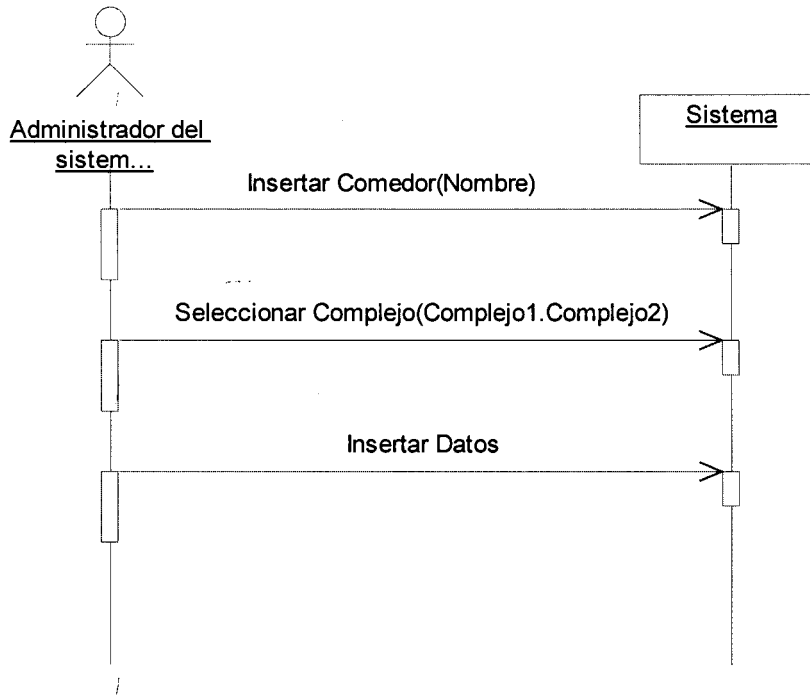 Administrador del
sistem...
Sistema
Insertar Comedor(Nombre)
Seleccionar Complejo(Complejo1.Complejo2)
Insertar Datos